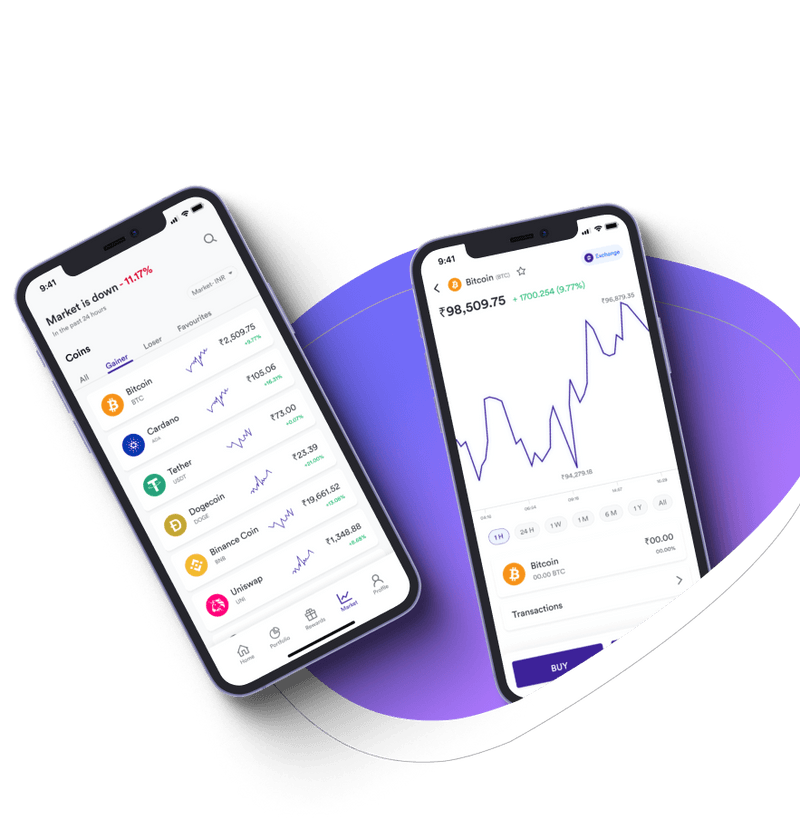 9:41
Market is down - 11.17%
In the past 24 hours
Market- INR
Coins
All Gainer Loser Favourites
Bitcoin ₹2,509.75
BTC +9.77%
Cardano ₹105.06
ADA +16.31%
Tether ₹73.00
USDT +0.07%
Dogecoin ₹23.39
DOGE +21.00%
Binance Coin ₹19,661.52
BNB +13.08%
Uniswap ₹1,348.88
UNI
Home Portfolio Rewards Market Profile
9:41
Bitcoin (BTC) Exchange
₹98,509.75 + 1700.254 (9.77%)
₹96,879.35
₹94,279.18
1 H 24 H 1 W 1 M 6 M 1 Y All
Bitcoin ₹00.00
00.00 BTC 00.00%
Transactions
BUY